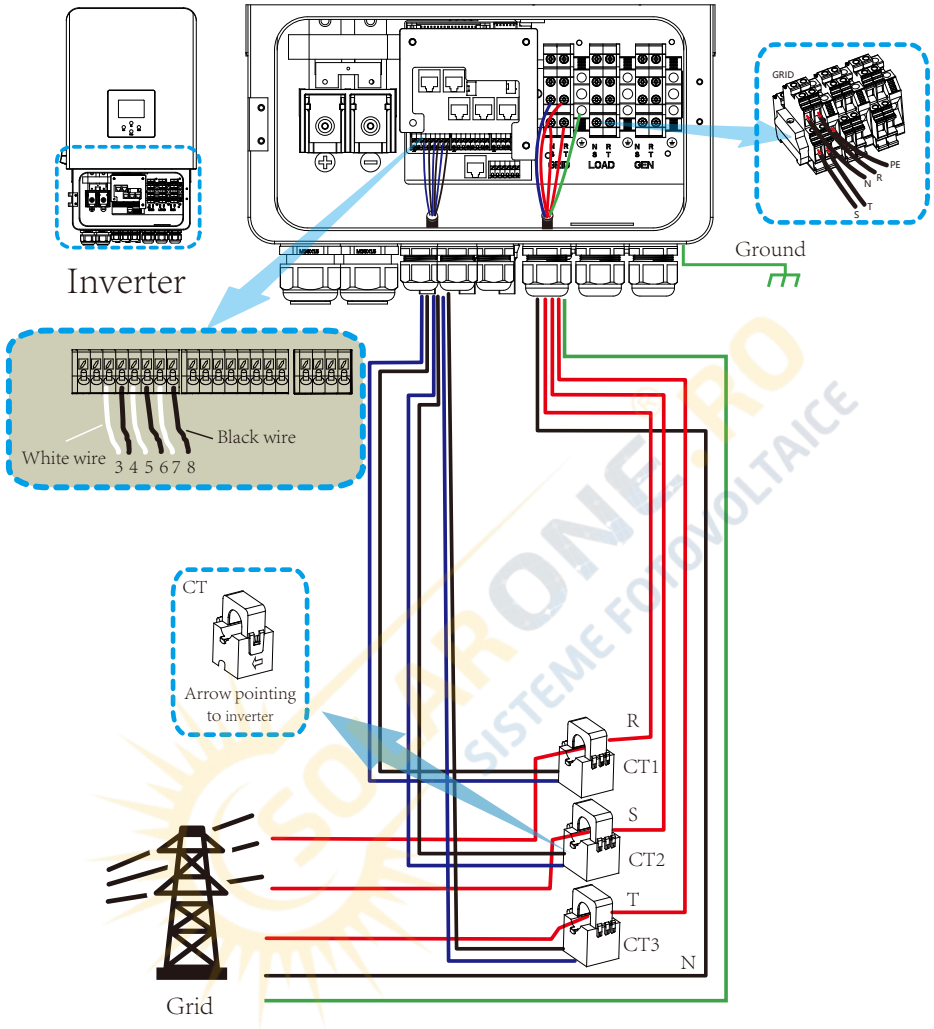 GRID
PE
R
N
T
S
N R
S T
GRID
N R
S T
LOAD
N R
S T
GEN
Ground
Inverter
White wire
3 4 5 6 7 8
Black wire
CT
Arrow pointing
to inverter
R
CT1
S
CT2
T
CT3
N
Grid
SOLARONE.RO
®
SISTEME FOTOVOLTAICE